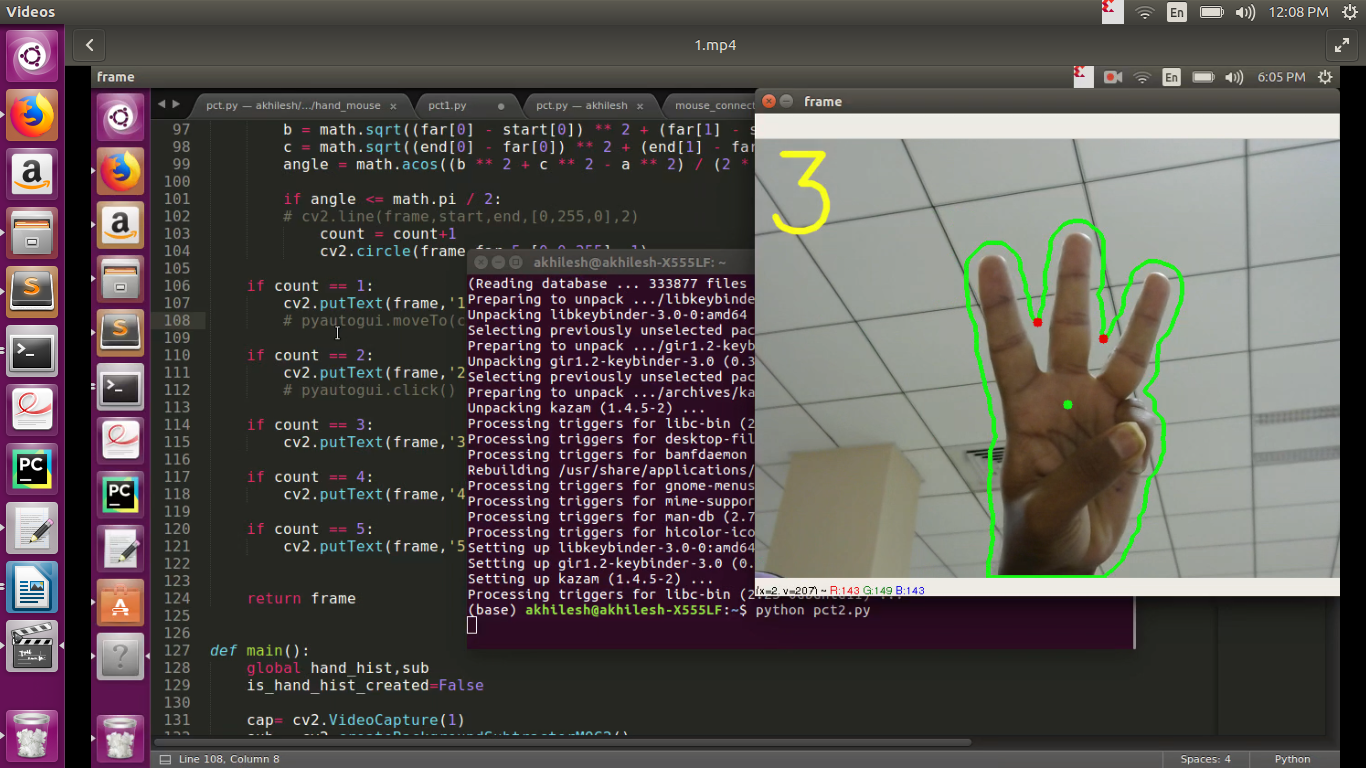 Videos
En
12:08 PM
1.mp4
frame
En
6:05 PM
pct.py — akhilesh/.../hand_mouse
pct1.py
pct.py — akhilesh
mouse_connect
97 b = math.sqrt((far[0] - start[0]) ** 2 + (far[1] - s
98 c = math.sqrt((end[0] - far[0]) ** 2 + (end[1] - far
99 angle = math.acos((b ** 2 + c ** 2 - a ** 2) / (2 *
100
101 if angle <= math.pi / 2:
102 # cv2.line(frame,start,end,[0,255,0],2)
103 count = count+1
104 cv2.circle(frame
105
106 if count == 1:
107 cv2.putText(frame,'1
108 # pyautogui.moveTo(c
109
110 if count == 2:
111 cv2.putText(frame,'2
112 # pyautogui.click()
113
114 if count == 3:
115 cv2.putText(frame,'3
116
117 if count == 4:
118 cv2.putText(frame,'4
119
120 if count == 5:
121 cv2.putText(frame,'5
122
123
124 return frame
125
126
127 def main():
128 global hand_hist,sub
129 is_hand_hist_created=False
130
131 cap= cv2.VideoCapture(1)
akhilesh@akhilesh-X555LF: ~
(Reading database ... 333877 files
Preparing to unpack .../libkeybinde
Unpacking libkeybinder-3.0-0:amd64
Selecting previously unselected pac
Preparing to unpack .../gir1.2-keyb
Unpacking gir1.2-keybinder-3.0 (0.3
Selecting previously unselected pac
Preparing to unpack .../archives/ka
Unpacking kazam (1.4.5-2) ...
Processing triggers for libc-bin (2
Processing triggers for desktop-fil
Processing triggers for bamfdaemon
Rebuilding /usr/share/applications/
Processing triggers for gnome-menus
Processing triggers for mime-suppor
Processing triggers for man-db (2.7
Processing triggers for hicolor-ico
Setting up libkeybinder-3.0-0:amd64
Setting up gir1.2-keybinder-3.0 (0.
Setting up kazam (1.4.5-2) ...
Processing triggers for libc-bin
(base) akhilesh@akhilesh-X555LF:~$ python pct2.py
frame
3
(x=2, y=207) ~ R:143 G:149 B:143
Line 108, Column 8
Spaces: 4
Python